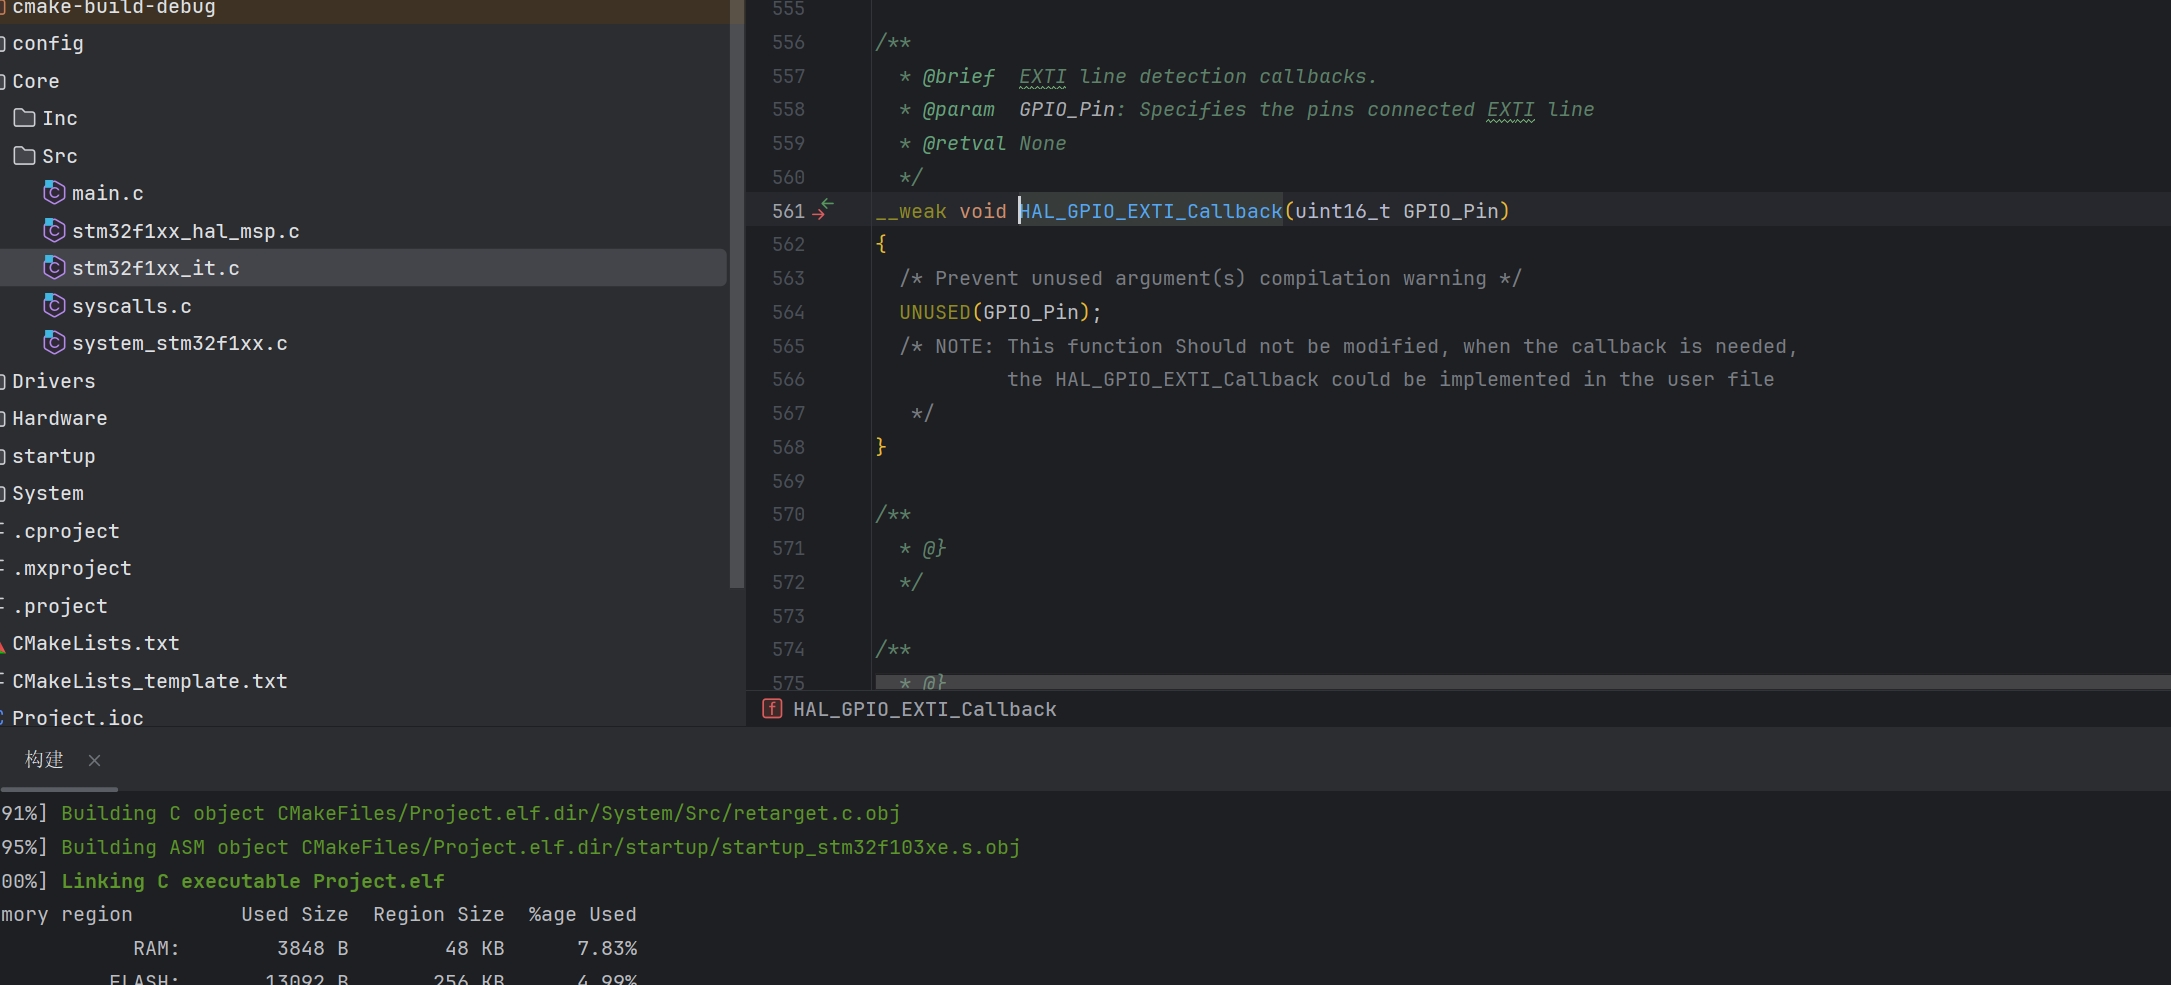 cmake-build-debug
config
Core
Inc
Src
main.c
stm32f1xx_hal_msp.c
stm32f1xx_it.c
syscalls.c
system_stm32f1xx.c
Drivers
Hardware
startup
System
.cproject
.mxproject
.project
CMakeLists.txt
CMakeLists_template.txt
Project.ioc
555
556 /**
557 * @brief  EXTI line detection callbacks.
558 * @param  GPIO_Pin: Specifies the pins connected EXTI line
559 * @retval None
560 */
561 __weak void HAL_GPIO_EXTI_Callback(uint16_t GPIO_Pin)
562 {
563 /* Prevent unused argument(s) compilation warning */
564 UNUSED(GPIO_Pin);
565 /* NOTE: This function Should not be modified, when the callback is needed,
566 the HAL_GPIO_EXTI_Callback could be implemented in the user file
567 */
568 }
569
570 /**
571 * @}
572 */
573
574 /**
575 * @}
f HAL_GPIO_EXTI_Callback
构建 ×
91%] Building C object CMakeFiles/Project.elf.dir/System/Src/retarget.c.obj
95%] Building ASM object CMakeFiles/Project.elf.dir/startup/startup_stm32f103xe.s.obj
00%] Linking C executable Project.elf
mory region Used Size Region Size %age Used
RAM: 3848 B 48 KB 7.83%
FLASH: 13092 B 256 KB 4.99%